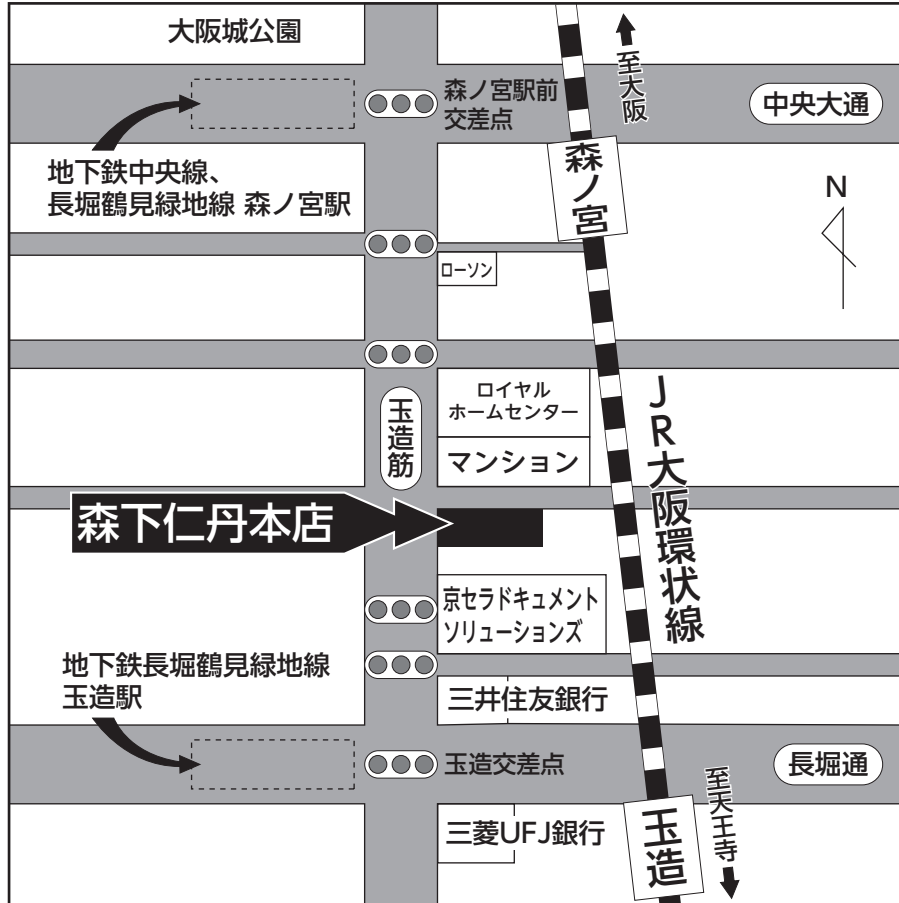 大阪城公園
至大阪
森ノ宮駅前
交差点
中央大通
地下鉄中央線、
長堀鶴見緑地線 森ノ宮駅
森ノ宮
N
ローソン
ロイヤル
ホームセンター
玉造筋
マンション
JR大阪環状線
森下仁丹本店
京セラドキュメント
ソリューションズ
地下鉄長堀鶴見緑地線
玉造駅
三井住友銀行
玉造交差点
長堀通
至天王寺
三菱UFJ銀行
玉造